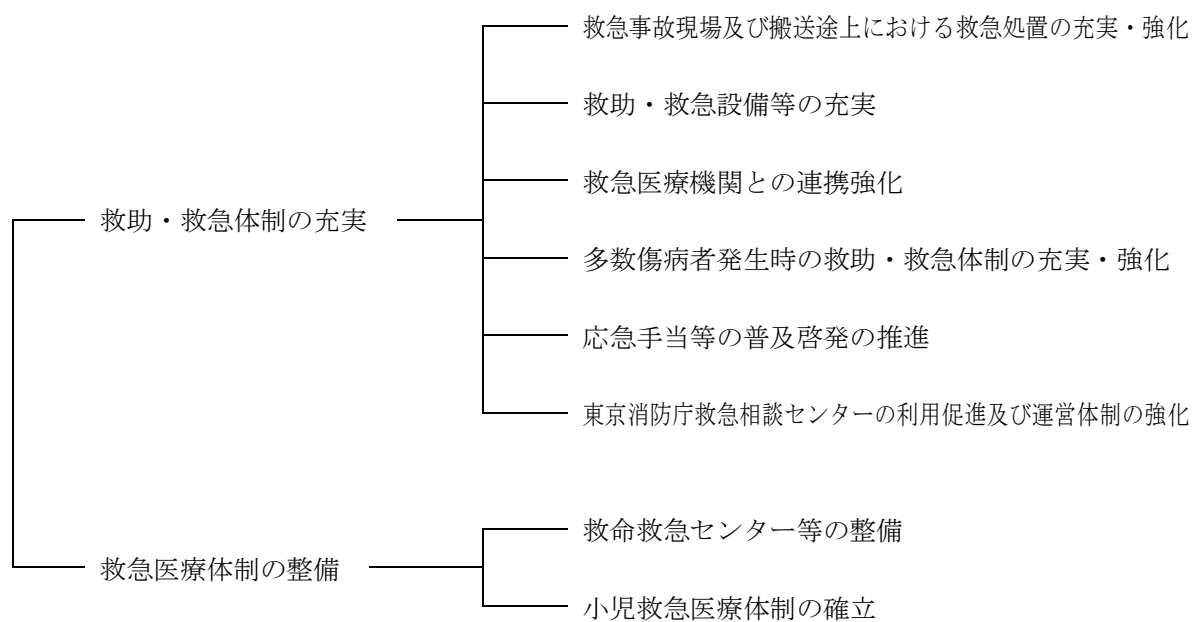 救助・救急体制の充実
救急事故現場及び搬送途上における救急処置の充実・強化
救助・救急設備等の充実
救急医療機関との連携強化
多数傷病者発生時の救助・救急体制の充実・強化
応急手当等の普及啓発の推進
東京消防庁救急相談センターの利用促進及び運営体制の強化
救急医療体制の整備
救命救急センター等の整備
小児救急医療体制の確立